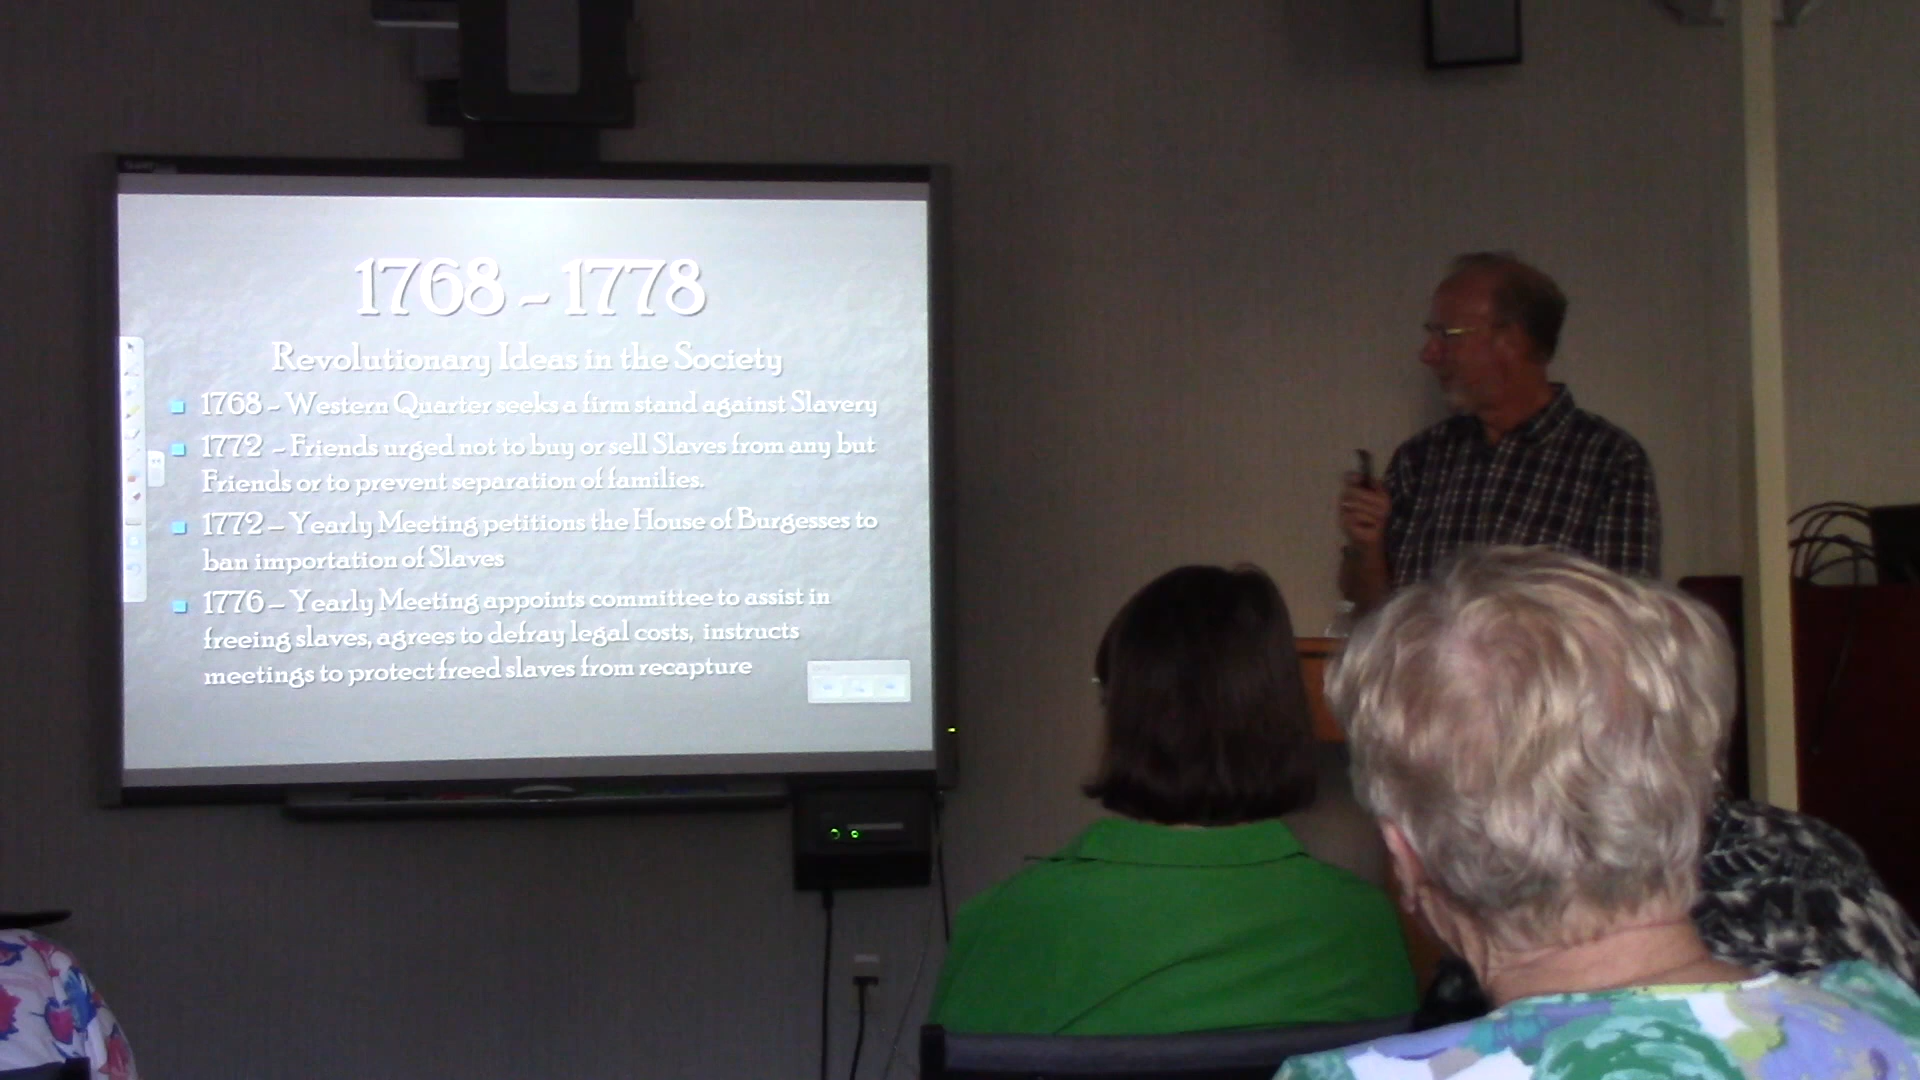 1768 - 1778
Revolutionary Ideas in the Society
1768 - Western Quarter seeks a firm stand against Slavery
1772 - Friends urged not to buy or sell Slaves from any but
Friends or to prevent separation of families.
1772 – Yearly Meeting petitions the House of Burgesses to
ban importation of Slaves
1776 – Yearly Meeting appoints committee to assist in
freeing slaves, agrees to defray legal costs, instructs
meetings to protect freed slaves from recapture